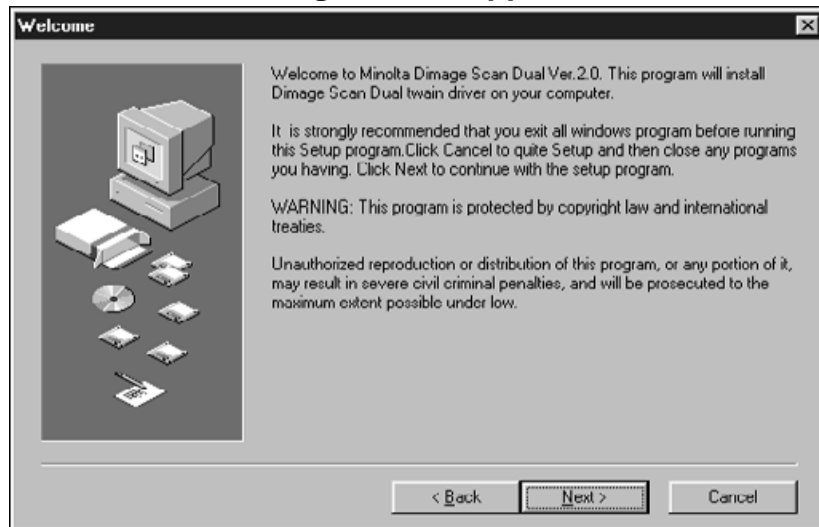 Welcome
Welcome to Minolta Dimage Scan Dual Ver.2.0. This program will install
Dimage Scan Dual twain driver on your computer.
It is strongly recommended that you exit all windows program before running
this Setup program.Click Cancel to quite Setup and then close any programs
you having. Click Next to continue with the setup program.
WARNING: This program is protected by copyright law and international
treaties.
Unauthorized reproduction or distribution of this program, or any portion of it,
may result in severe civil criminal penalties, and will be prosecuted to the
maximum extent possible under low.
< Back
Next >
Cancel